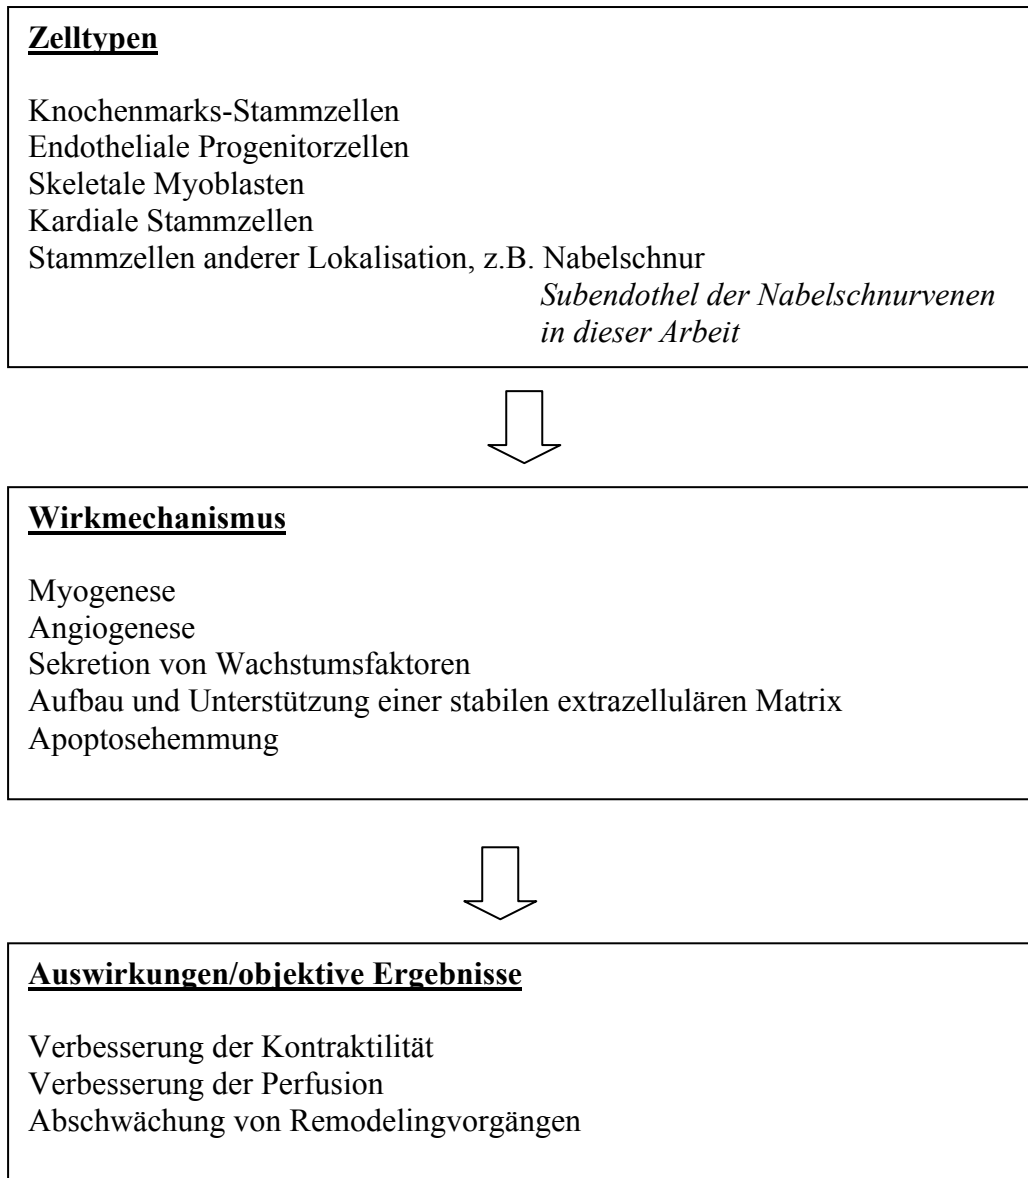 Zelltypen
Knochenmarks-Stammzellen
Endotheliale Progenitorzellen
Skeletale Myoblasten
Kardiale Stammzellen
Stammzellen anderer Lokalisation, z.B. Nabelschnur
Subendothel der Nabelschnurvenen
in dieser Arbeit
Wirkmechanismus
Myogenese
Angiogenese
Sekretion von Wachstumsfaktoren
Aufbau und Unterstützung einer stabilen extrazellulären Matrix
Apoptosehemmung
Auswirkungen/objektive Ergebnisse
Verbesserung der Kontraktilität
Verbesserung der Perfusion
Abschwächung von Remodelingvorgängen